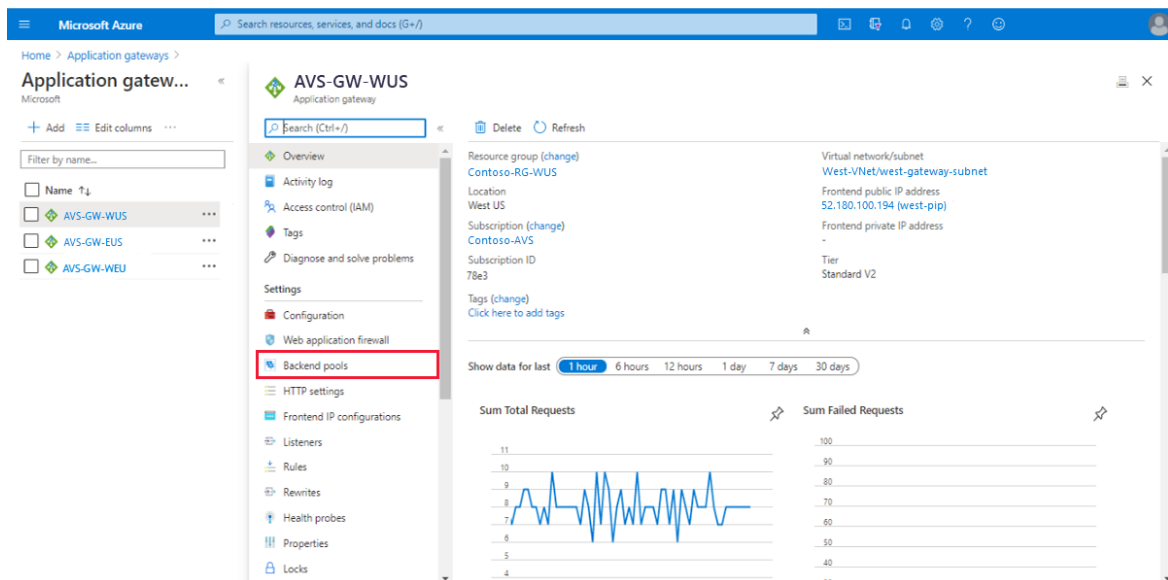 Microsoft Azure
Search resources, services, and docs (G+/)
Home > Application gateways >
Application gatew... «
Microsoft
+ Add Edit columns ...
Filter by name...
Name ↑↓
AVS-GW-WUS ...
AVS-GW-EUS ...
AVS-GW-WEU ...
AVS-GW-WUS
Application gateway
Search (Ctrl+/) «
Overview
Activity log
Access control (IAM)
Tags
Diagnose and solve problems
Settings
Configuration
Web application firewall
Backend pools
HTTP settings
Frontend IP configurations
Listeners
Rules
Rewrites
Health probes
Properties
Locks
Delete Refresh
Resource group (change)
Contoso-RG-WUS
Location
West US
Subscription (change)
Contoso-AVS
Subscription ID
78e3
Tags (change)
Click here to add tags
Virtual network/subnet
West-VNet/west-gateway-subnet
Frontend public IP address
52.180.100.194 (west-pip)
Frontend private IP address
-
Tier
Standard V2
Show data for last 1 hour 6 hours 12 hours 1 day 7 days 30 days
Sum Total Requests
11
10
9
8
7
6
5
4
Sum Failed Requests
100
90
80
70
60
50
40